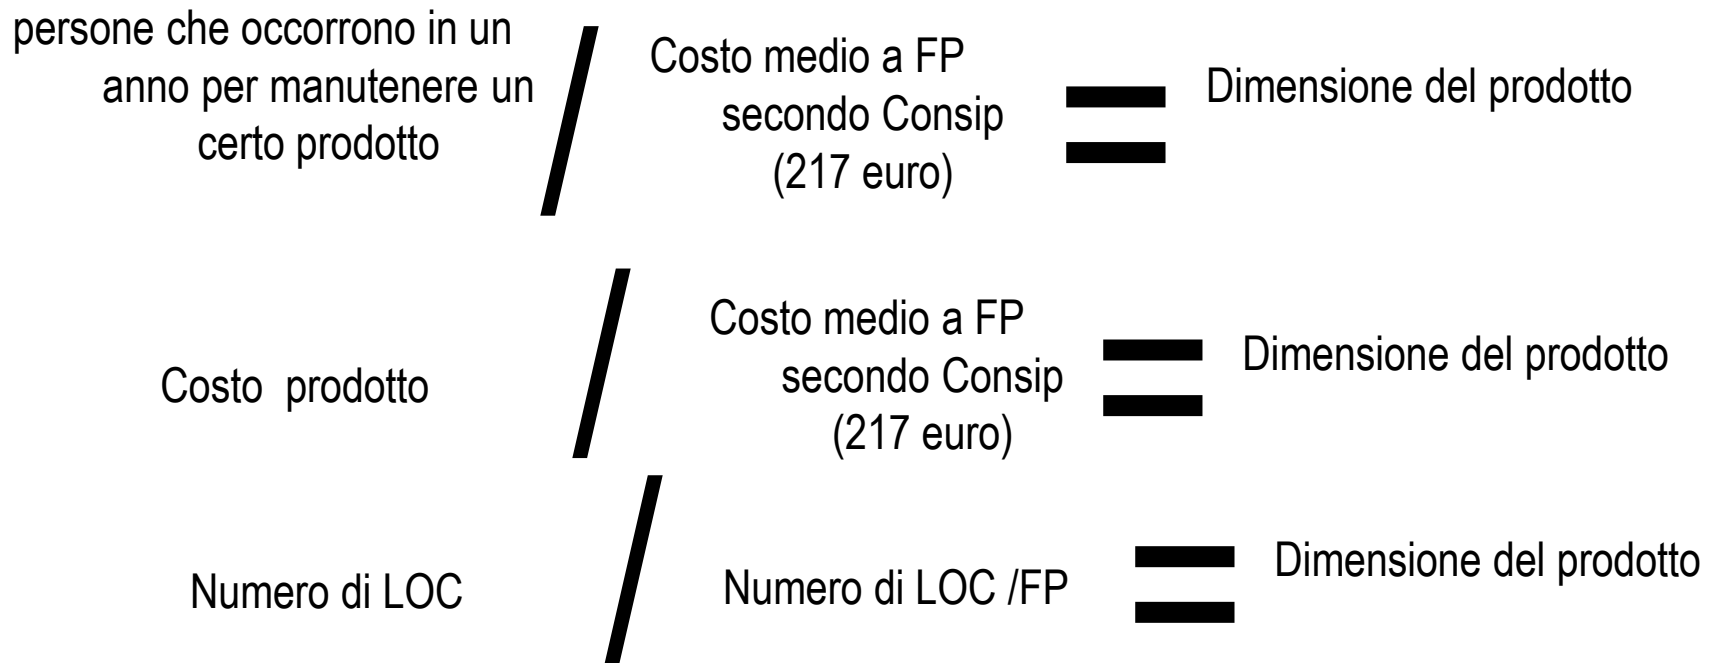 persone che occorrono in un
anno per manutenere un
certo prodotto
/
Costo medio a FP
secondo Consip
(217 euro)
=
Dimensione del prodotto
Costo prodotto
/
Costo medio a FP
secondo Consip
(217 euro)
=
Dimensione del prodotto
Numero di LOC
/
Numero di LOC /FP
=
Dimensione del prodotto